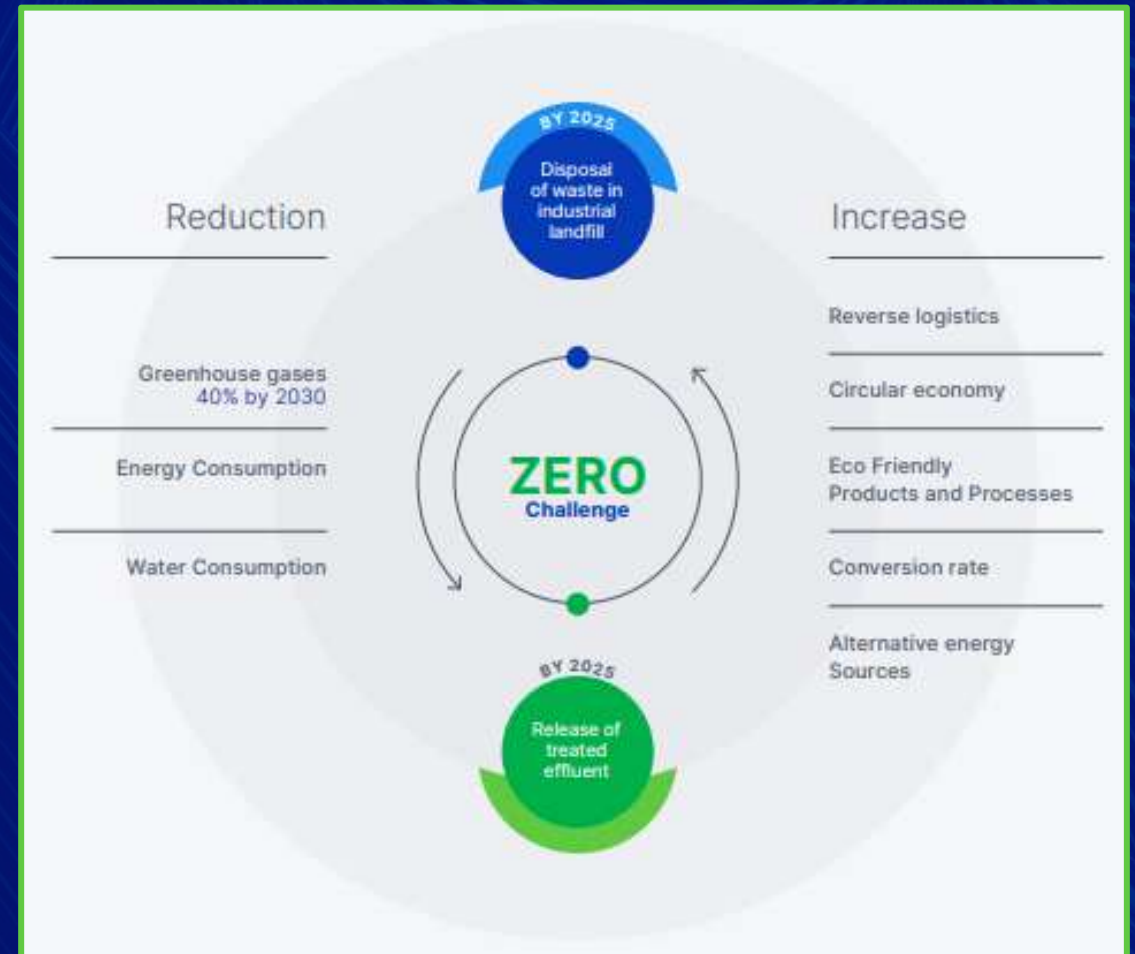 BY 2025
Disposal
of waste in
industrial
landfill
Reduction
Greenhouse gases
40% by 2030
Energy Consumption
Water Consumption
ZERO
Challenge
BY 2025
Release of
treated
effluent
Increase
Reverse logistics
Circular economy
Eco Friendly
Products and Processes
Conversion rate
Alternative energy
Sources